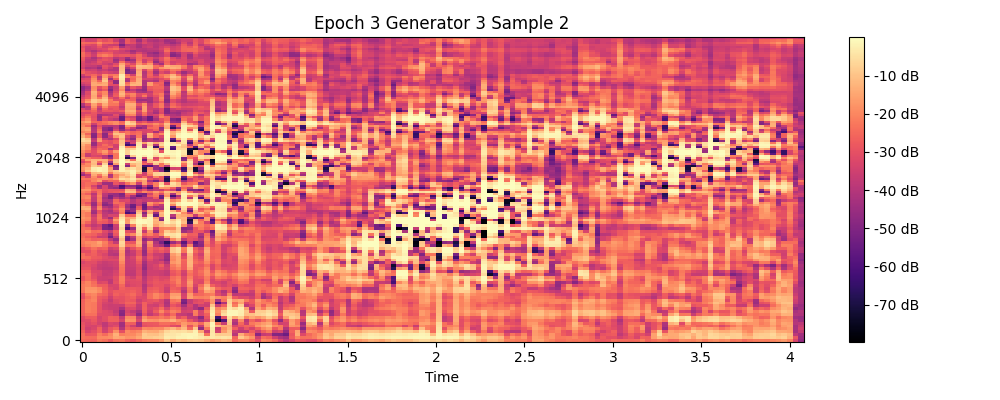 Epoch 3 Generator 3 Sample 2
Hz
4096
2048
1024
512
0
0 0.5 1 1.5 2 2.5 3 3.5 4
Time
-10 dB
-20 dB
-30 dB
-40 dB
-50 dB
-60 dB
-70 dB